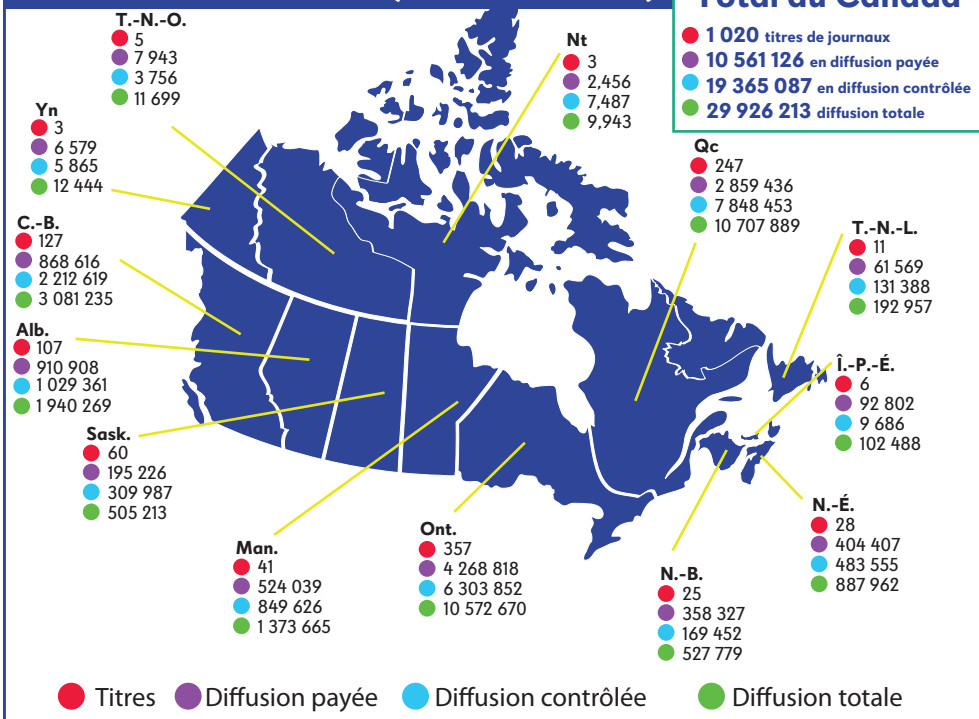 Total du Canada
1 020 titres de journaux
10 561 126 en diffusion payée
19 365 087 en diffusion contrôlée
29 926 213 diffusion totale
T.-N.-O.
5
7 943
3 756
11 699
Nt
3
2,456
7,487
9,943
Yn
3
6 579
5 865
12 444
Qc
247
2 859 436
7 848 453
10 707 889
C.-B.
127
868 616
2 212 619
3 081 235
T.-N.-L.
11
61 569
131 388
192 957
Alb.
107
910 908
1 029 361
1 940 269
Î.-P.-É.
6
92 802
9 686
102 488
Sask.
60
195 226
309 987
505 213
N.-É.
28
404 407
483 555
887 962
Man.
41
524 039
849 626
1 373 665
Ont.
357
4 268 818
6 303 852
10 572 670
N.-B.
25
358 327
169 452
527 779
Titres Diffusion payée Diffusion contrôlée Diffusion totale